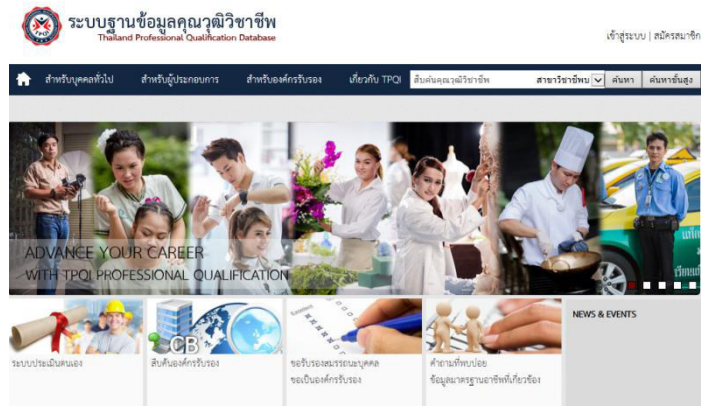 ระบบฐานข้อมูลคุณวุฒิวิชาชีพ
Thailand Professional Qualification Database
TPQI
เข้าสู่ระบบ | สมัครสมาชิก
สำหรับบุคคลทั่วไป สำหรับผู้ประกอบการ สำหรับองค์กรรับรอง เกี่ยวกับ TPQI สืบค้นคุณวุฒิวิชาชีพ สาขาวิชาชีพบ ค้นหา ค้นหาขั้นสูง
ADVANCE YOUR CAREER
WITH TPQI PROFESSIONAL QUALIFICATION
CB
NEWS & EVENTS
ระบบประเมินตนเอง
สืบค้นองค์กรรับรอง
ขอรับรองสมรรถนะบุคคล
ขอเป็นองค์กรรับรอง
คำถามที่พบบ่อย
ข้อมูลมาตรฐานอาชีพที่เกี่ยวข้อง